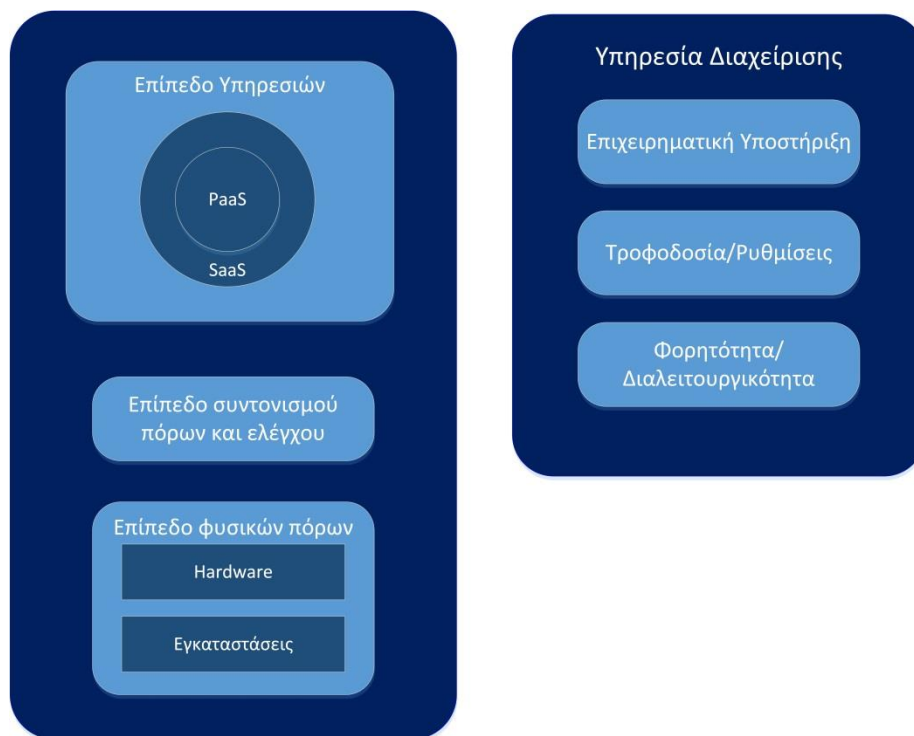 Επίπεδο Υπηρεσιών
PaaS
SaaS
Επίπεδο συντονισμού
πόρων και ελέγχου
Επίπεδο φυσικών πόρων
Hardware
Εγκαταστάσεις
Υπηρεσία Διαχείρισης
Επιχειρηματική Υποστήριξη
Τροφοδοσία/Ρυθμίσεις
Φορητότητα/
Διαλειτουργικότητα